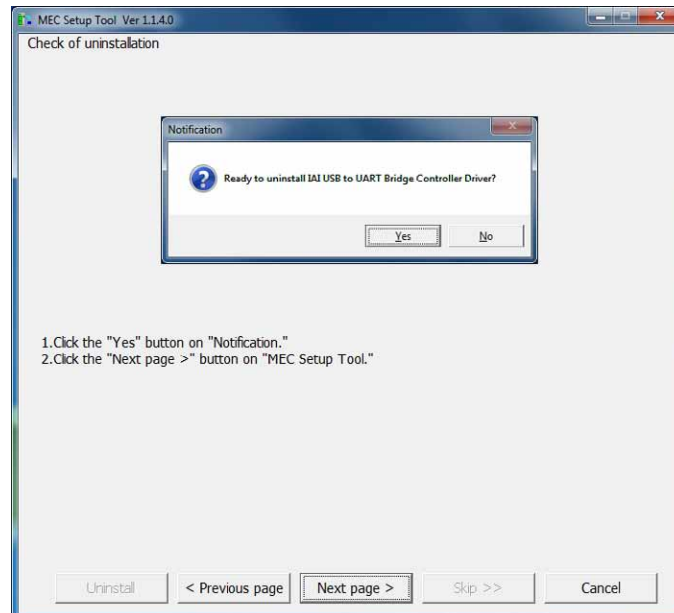 MEC Setup Tool Ver 1.1.4.0
Check of uninstallation
Notification
Ready to uninstall IAI USB to UART Bridge Controller Driver?
Yes
No
1.Click the "Yes" button on "Notification."
2.Click the "Next page >" button on "MEC Setup Tool."
Uninstall
< Previous page
Next page >
Skip >>
Cancel